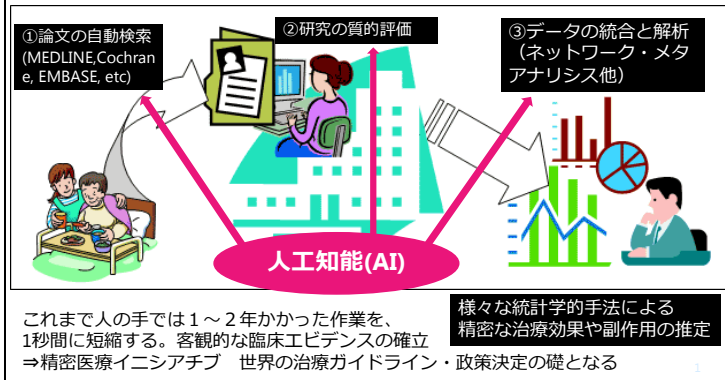 ①論文の自動検索
(MEDLINE,Cochran
e, EMBASE, etc)
②研究の質的評価
③データの統合と解析
（ネットワーク・メタ
アナリシス他）
人工知能(AI)
これまで人の手では１～２年かかった作業を、
1秒間に短縮する。客観的な臨床エビデンスの確立
⇒精密医療イニシアチブ　世界の治療ガイドライン・政策決定の礎となる
様々な統計学的手法による
精密な治療効果や副作用の推定
1